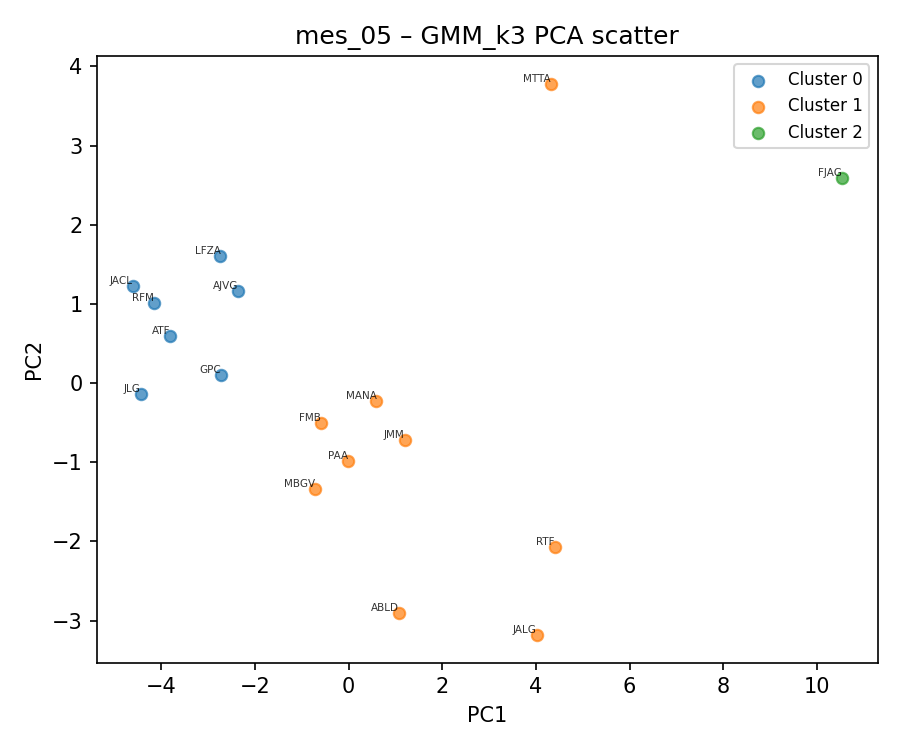 mes_05 – GMM_k3 PCA scatter
Cluster 0
Cluster 1
Cluster 2
MTTA
FJAG
LFZA
JACL
AJVG
RFM
ATF
GPC
JLG
MANA
FMB
JMM
PAA
MBGV
RTF
ABLD
JALG
4
3
2
1
0
−1
−2
−3
PC2
−4
−2
0
2
4
6
8
10
PC1